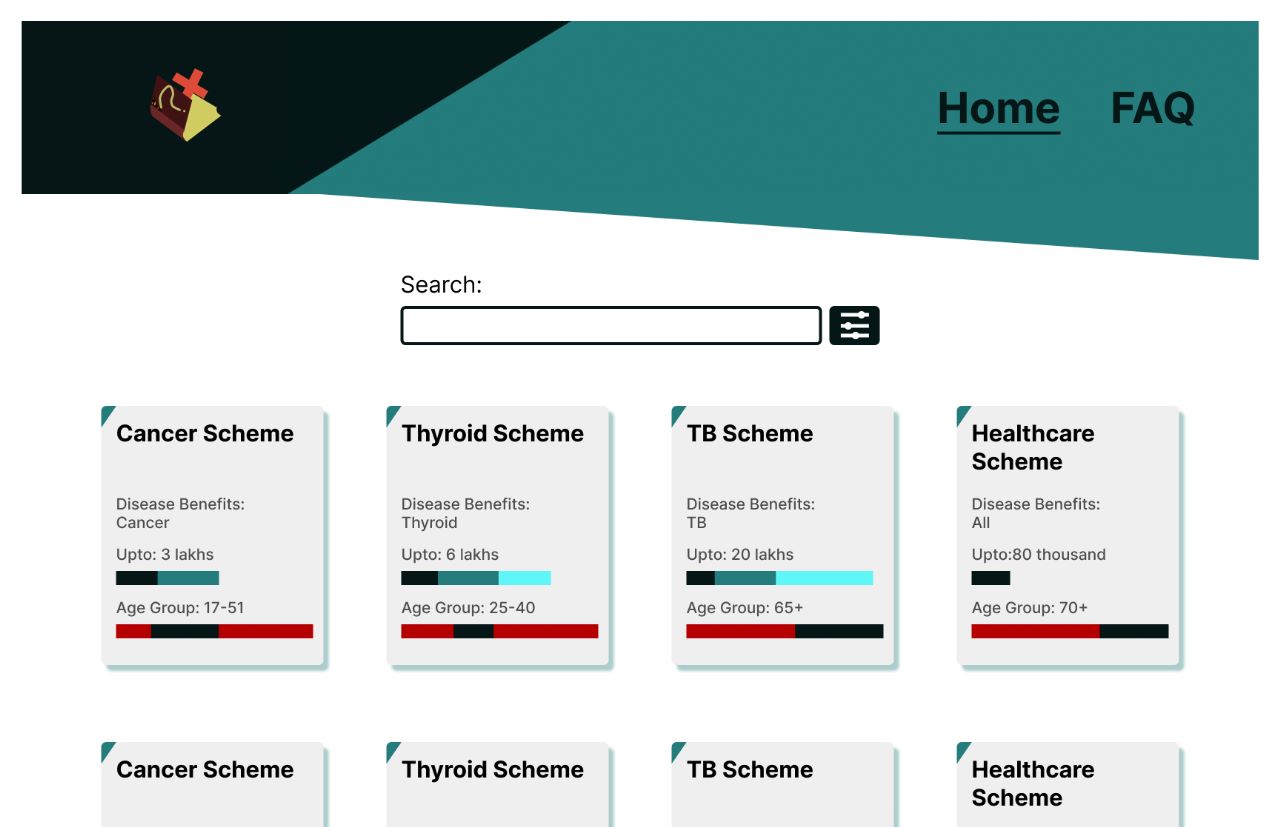 Home FAQ
Search:
Cancer Scheme
Disease Benefits:
Cancer
Upto: 3 lakhs
Age Group: 17-51
Thyroid Scheme
Disease Benefits:
Thyroid
Upto: 6 lakhs
Age Group: 25-40
TB Scheme
Disease Benefits:
TB
Upto: 20 lakhs
Age Group: 65+
Healthcare
Scheme
Disease Benefits:
All
Upto:80 thousand
Age Group: 70+
Cancer Scheme
Thyroid Scheme
TB Scheme
Healthcare
Scheme